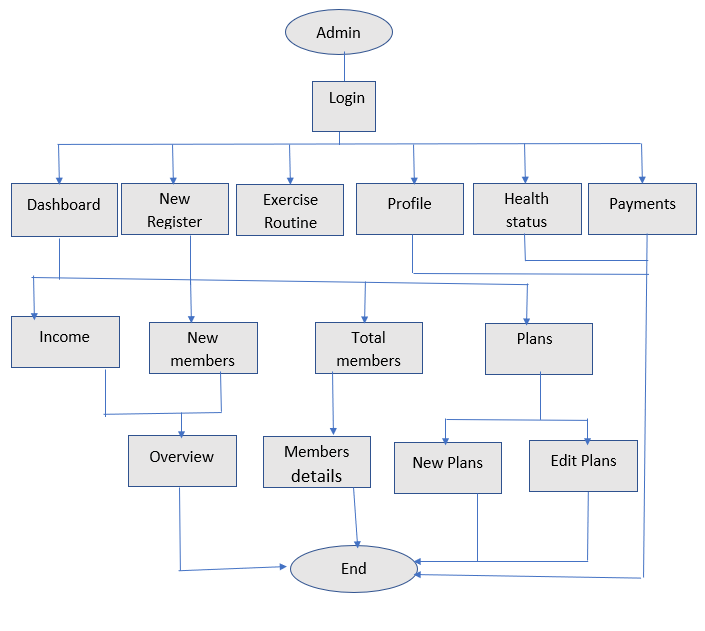 Admin
Login
Dashboard
New
Register
Exercise
Routine
Profile
Health
status
Payments
Income
New
members
Total
members
Plans
Overview
Members
details
New Plans
Edit Plans
End